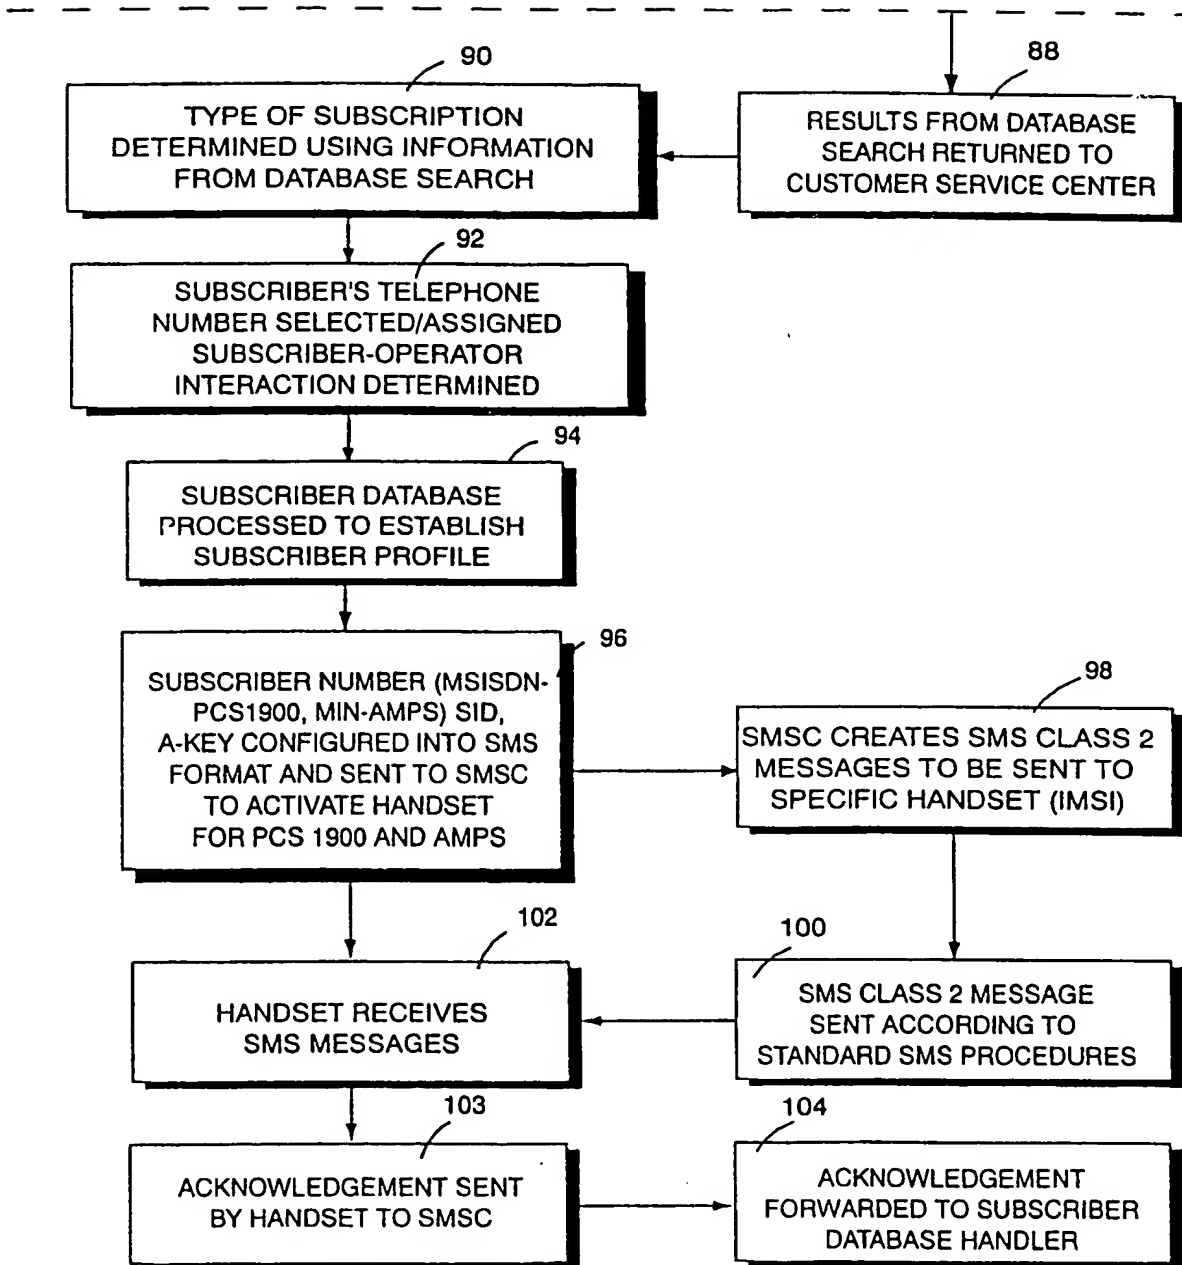 88
RESULTS FROM DATABASE
SEARCH RETURNED TO
CUSTOMER SERVICE CENTER
90
TYPE OF SUBSCRIPTION
DETERMINED USING INFORMATION
FROM DATABASE SEARCH
92
SUBSCRIBER'S TELEPHONE
NUMBER SELECTED/ASSIGNED
SUBSCRIBER-OPERATOR
INTERACTION DETERMINED
94
SUBSCRIBER DATABASE
PROCESSED TO ESTABLISH
SUBSCRIBER PROFILE
96
SUBSCRIBER NUMBER (MSISDN-
PCS1900, MIN-AMPS) SID,
A-KEY CONFIGURED INTO SMS
FORMAT AND SENT TO SMSC
TO ACTIVATE HANDSET
FOR PCS 1900 AND AMPS
98
SMSC CREATES SMS CLASS 2
MESSAGES TO BE SENT TO
SPECIFIC HANDSET (IMSI)
100
SMS CLASS 2 MESSAGE
SENT ACCORDING TO
STANDARD SMS PROCEDURES
102
HANDSET RECEIVES
SMS MESSAGES
103
ACKNOWLEDGEMENT SENT
BY HANDSET TO SMSC
104
ACKNOWLEDGEMENT
FORWARDED TO SUBSCRIBER
DATABASE HANDLER